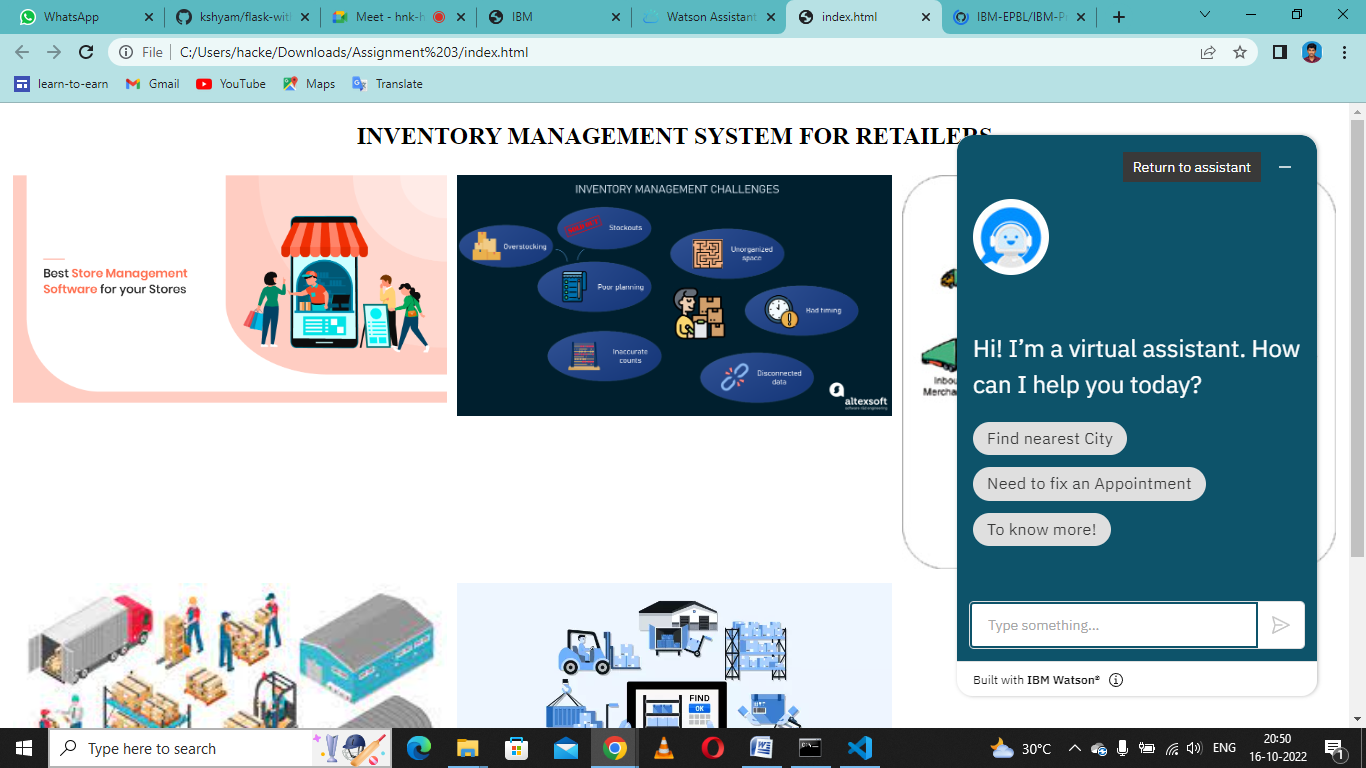 WhatsApp
kshyam/flask-wit
Meet - hnk-h
IBM
Watson Assistant
index.html
IBM-EPBL/IBM-Pr
File
C:/Users/hacke/Downloads/Assignment%203/index.html
learn-to-earn
Gmail
YouTube
Maps
Translate
INVENTORY MANAGEMENT SYSTEM FOR RETAILERS
Best Store Management
Software for your Stores
INVENTORY MANAGEMENT CHALLENGES
Stockouts
Overstocking
Unorganized
space
Poor planning
Bad timing
Inaccurate
counts
Disconnected
data
altexsoft
Inbou
Mercha
Return to assistant
Hi! I’m a virtual assistant. How
can I help you today?
Find nearest City
Need to fix an Appointment
To know more!
Type something...
Built with IBM Watson®
FIND
OK
Type here to search
30°C
ENG
20:50
16-10-2022
1